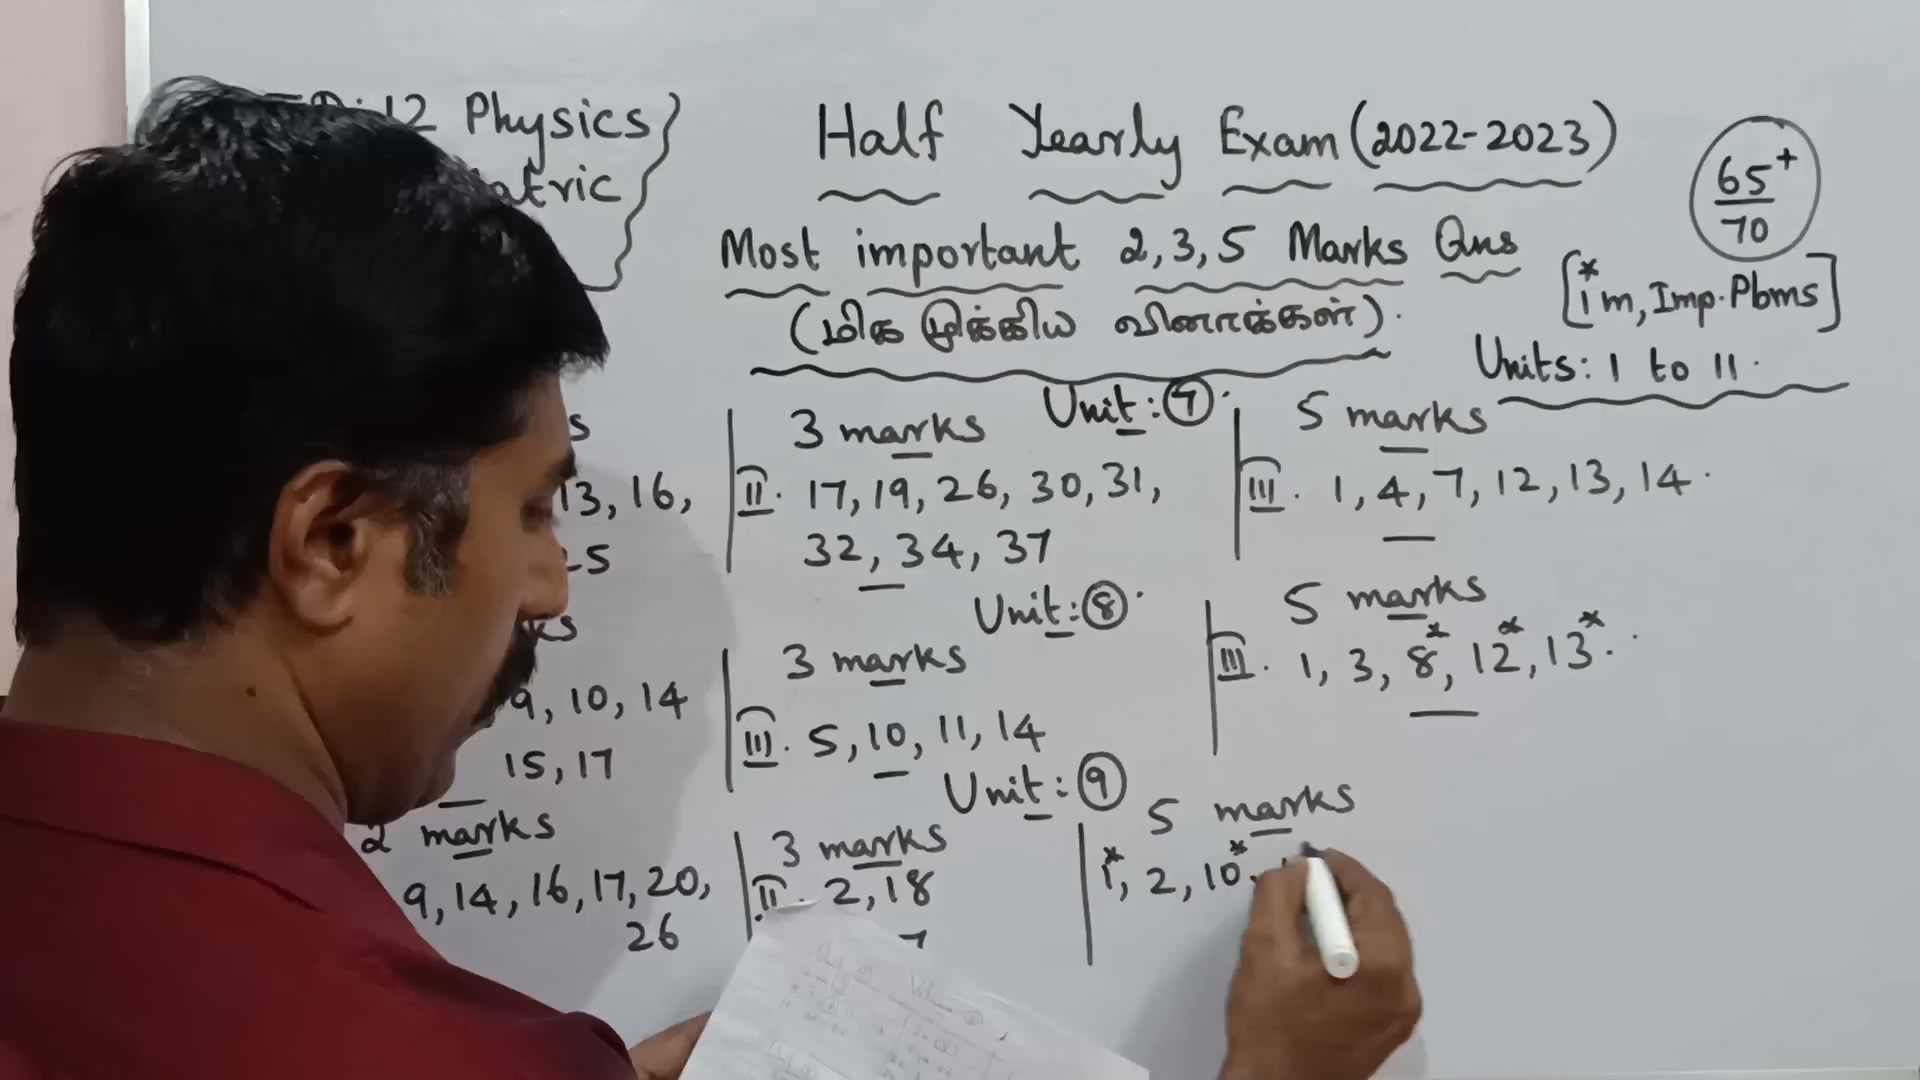 12 Physics
Half Yearly Exam (2022-2023)
65+
70
Most important 2,3,5 Marks Qns
[*1m, Imp. Pbms]
(மிக முக்கிய வினாக்கள்).
Units: 1 to 11.
Unit: 7.
3 marks
5 marks
13, 16,
II. 17, 19, 26, 30, 31,
III. 1, 4, 7, 12, 13, 14.
32, 34, 37
Unit: 8.
5 marks
3 marks
III. 1, 3, 8*, 12*, 13*.
9, 10, 14
III. 5, 10, 11, 14
15, 17
Unit: 9
5 marks
2 marks
3 marks
9, 14, 16, 17, 20,
II. 2, 18
1*, 2, 10*,
26